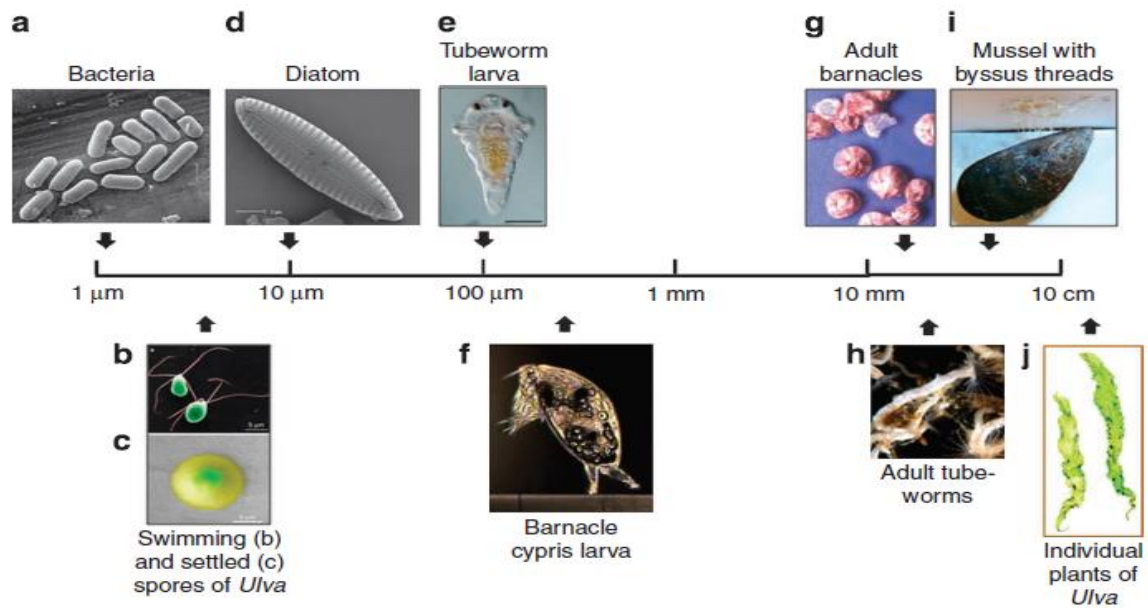 a
Bacteria
d
Diatom
e
Tubeworm
larva
g
Adult
barnacles
i
Mussel with
byssus threads
1 μm
10 μm
100 μm
1 mm
10 mm
10 cm
b
5 μm
c
Swimming (b)
and settled (c)
spores of Ulva
f
Barnacle
cypris larva
h
Adult tube-
worms
j
Individual
plants of
Ulva